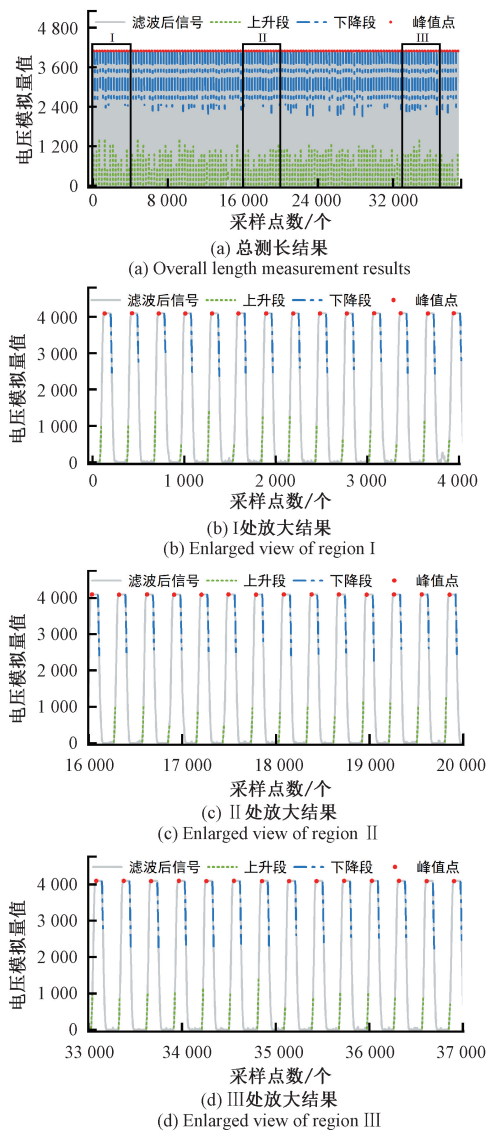 滤波后信号 上升段 下降段 峰值点
I II III
4 800
3 600
2 400
1 200
0
电压模拟量值
0 8 000 16 000 24 000 32 000
采样点数/个
(a) 总测长结果
(a) Overall length measurement results
滤波后信号 上升段 下降段 峰值点
4 000
3 000
2 000
1 000
0
电压模拟量值
0 1 000 2 000 3 000 4 000
采样点数/个
(b) I处放大结果
(b) Enlarged view of region I
滤波后信号 上升段 下降段 峰值点
4 000
3 000
2 000
1 000
0
电压模拟量值
16 000 17 000 18 000 19 000 20 000
采样点数/个
(c) Ⅱ处放大结果
(c) Enlarged view of region Ⅱ
滤波后信号 上升段 下降段 峰值点
4 000
3 000
2 000
1 000
0
电压模拟量值
33 000 34 000 35 000 36 000 37 000
采样点数/个
(d) III处放大结果
(d) Enlarged view of region III